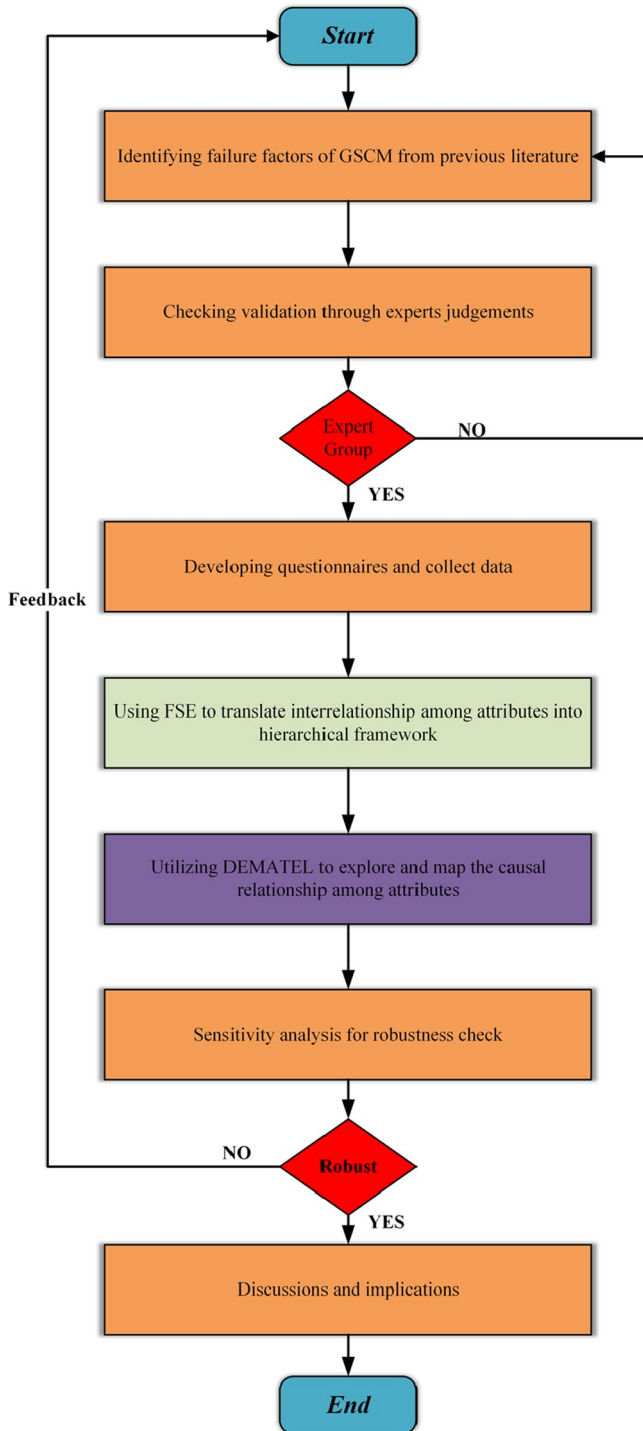 Start
Identifying failure factors of GSCM from previous literature
Checking validation through experts judgements
Expert
Group
NO
YES
Developing questionnaires and collect data
Feedback
Using FSE to translate interrelationship among attributes into
hierarchical framework
Utilizing DEMATEL to explore and map the causal
relationship among attributes
Sensitivity analysis for robustness check
NO
Robust
YES
Discussions and implications
End